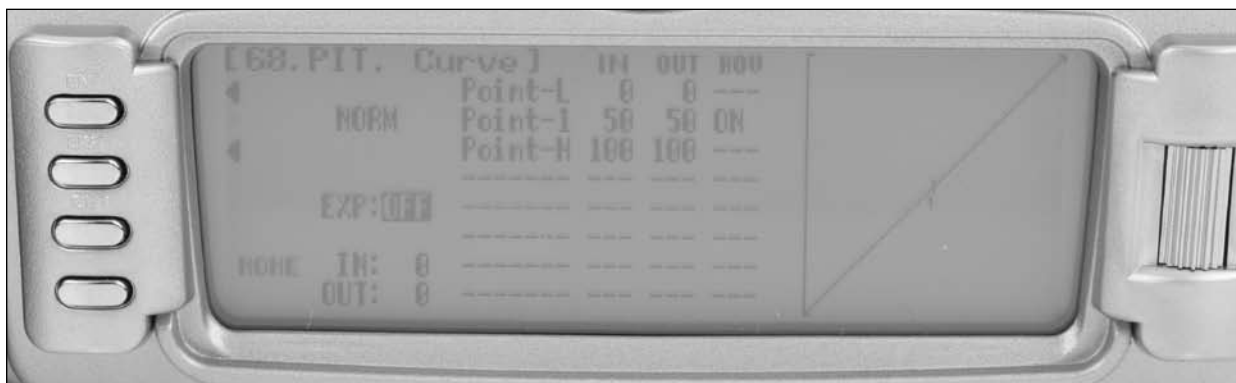 [68.PIT. Curve] IN OUT HOV
Point-L 0 0 ---
NORM Point-1 50 50 ON
Point-H 100 100 ---
------- --- --- ---
EXP:OFF ------- --- --- ---
------- --- --- ---
HOME IN: 0 ------- --- --- ---
OUT: 0 ------- --- --- ---